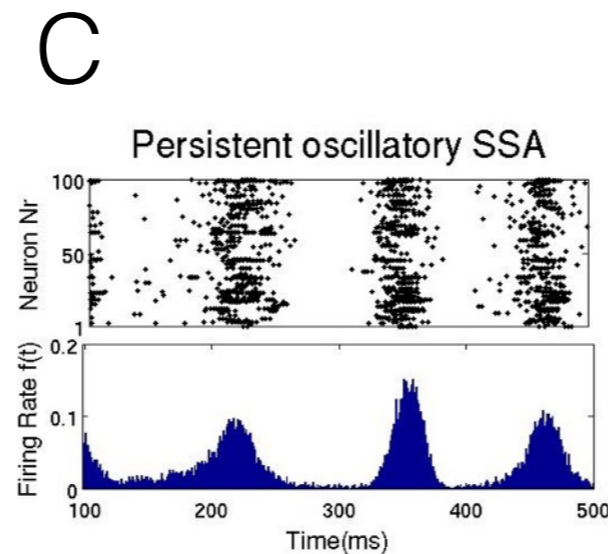 C
Persistent oscillatory SSA
Neuron Nr
100
50
1
Firing Rate f(t)
0.2
0.1
0
100 200 300 400 500
Time(ms)